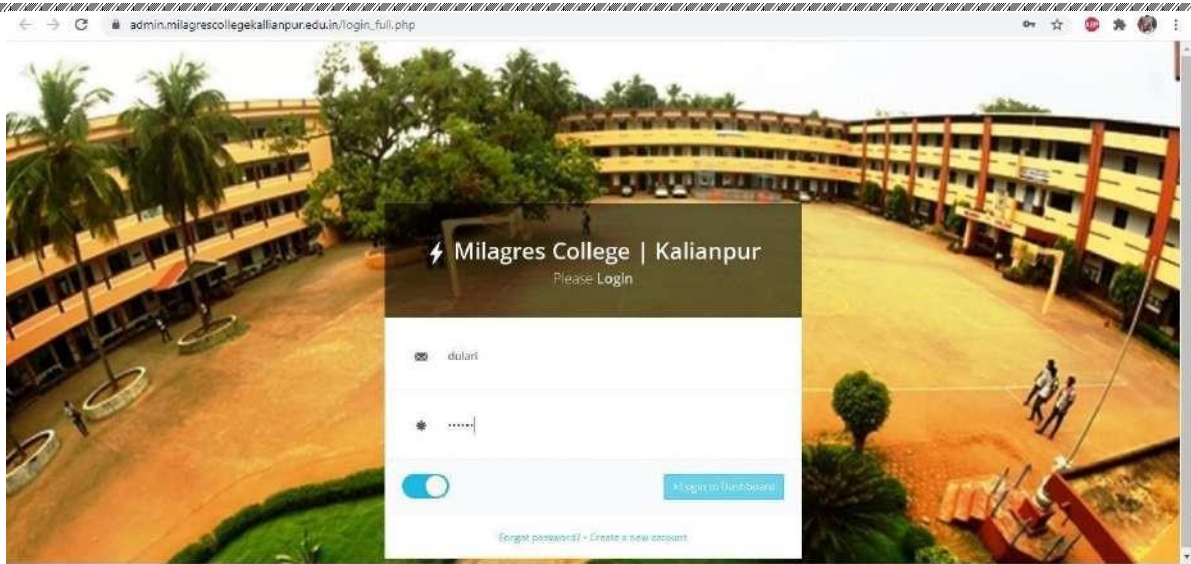 admin.milagrescollegekallianpur.edu.in/login_full.php
ABP
Milagres College | Kalianpur
Please Login
dulari
······
Login to Dashboard
Forgot password? • Create a new account